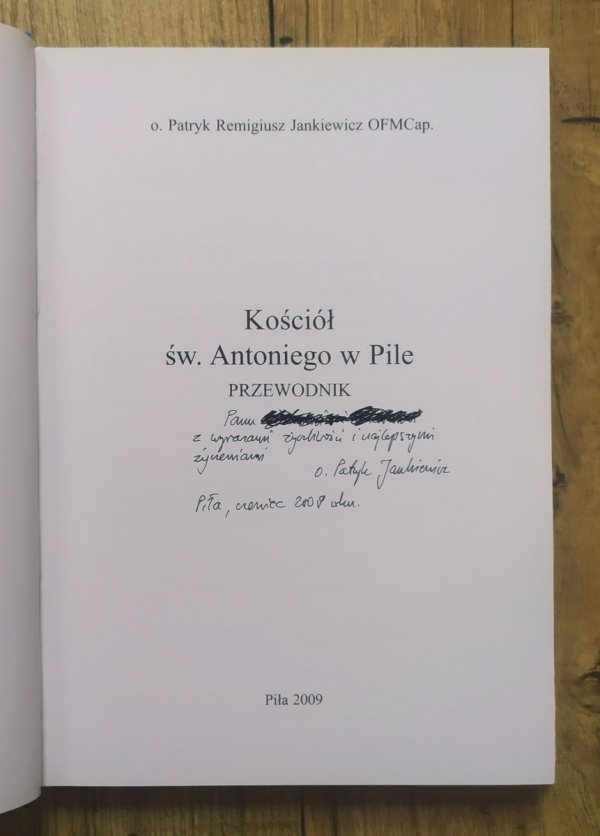 o. Patryk Remigiusz Jankiewicz OFMCap.
Kościół
św. Antoniego w Pile
PRZEWODNIK
Panu
z wyrazami życzliwości i najlepszymi
życzeniami
o. Patryk Jankiewicz
Piła, czerwiec 2009 roku.
Piła 2009